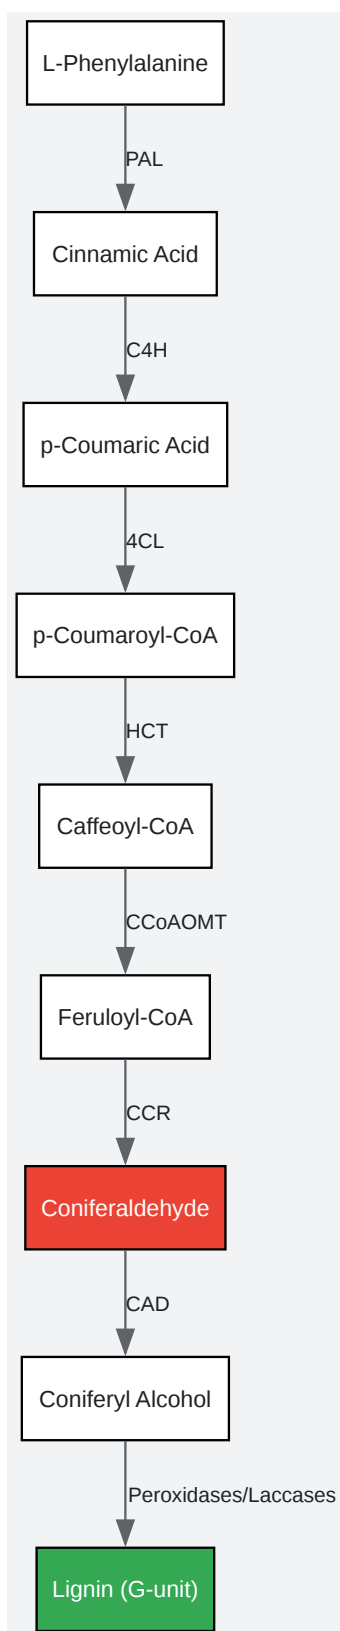 L-Phenylalanine
PAL
Cinnamic Acid
C4H
p-Coumaric Acid
4CL
p-Coumaroyl-CoA
HCT
Caffeoyl-CoA
CCoAOMT
Feruloyl-CoA
CCR
Coniferaldehyde
CAD
Coniferyl Alcohol
Peroxidases/Laccases
Lignin (G-unit)